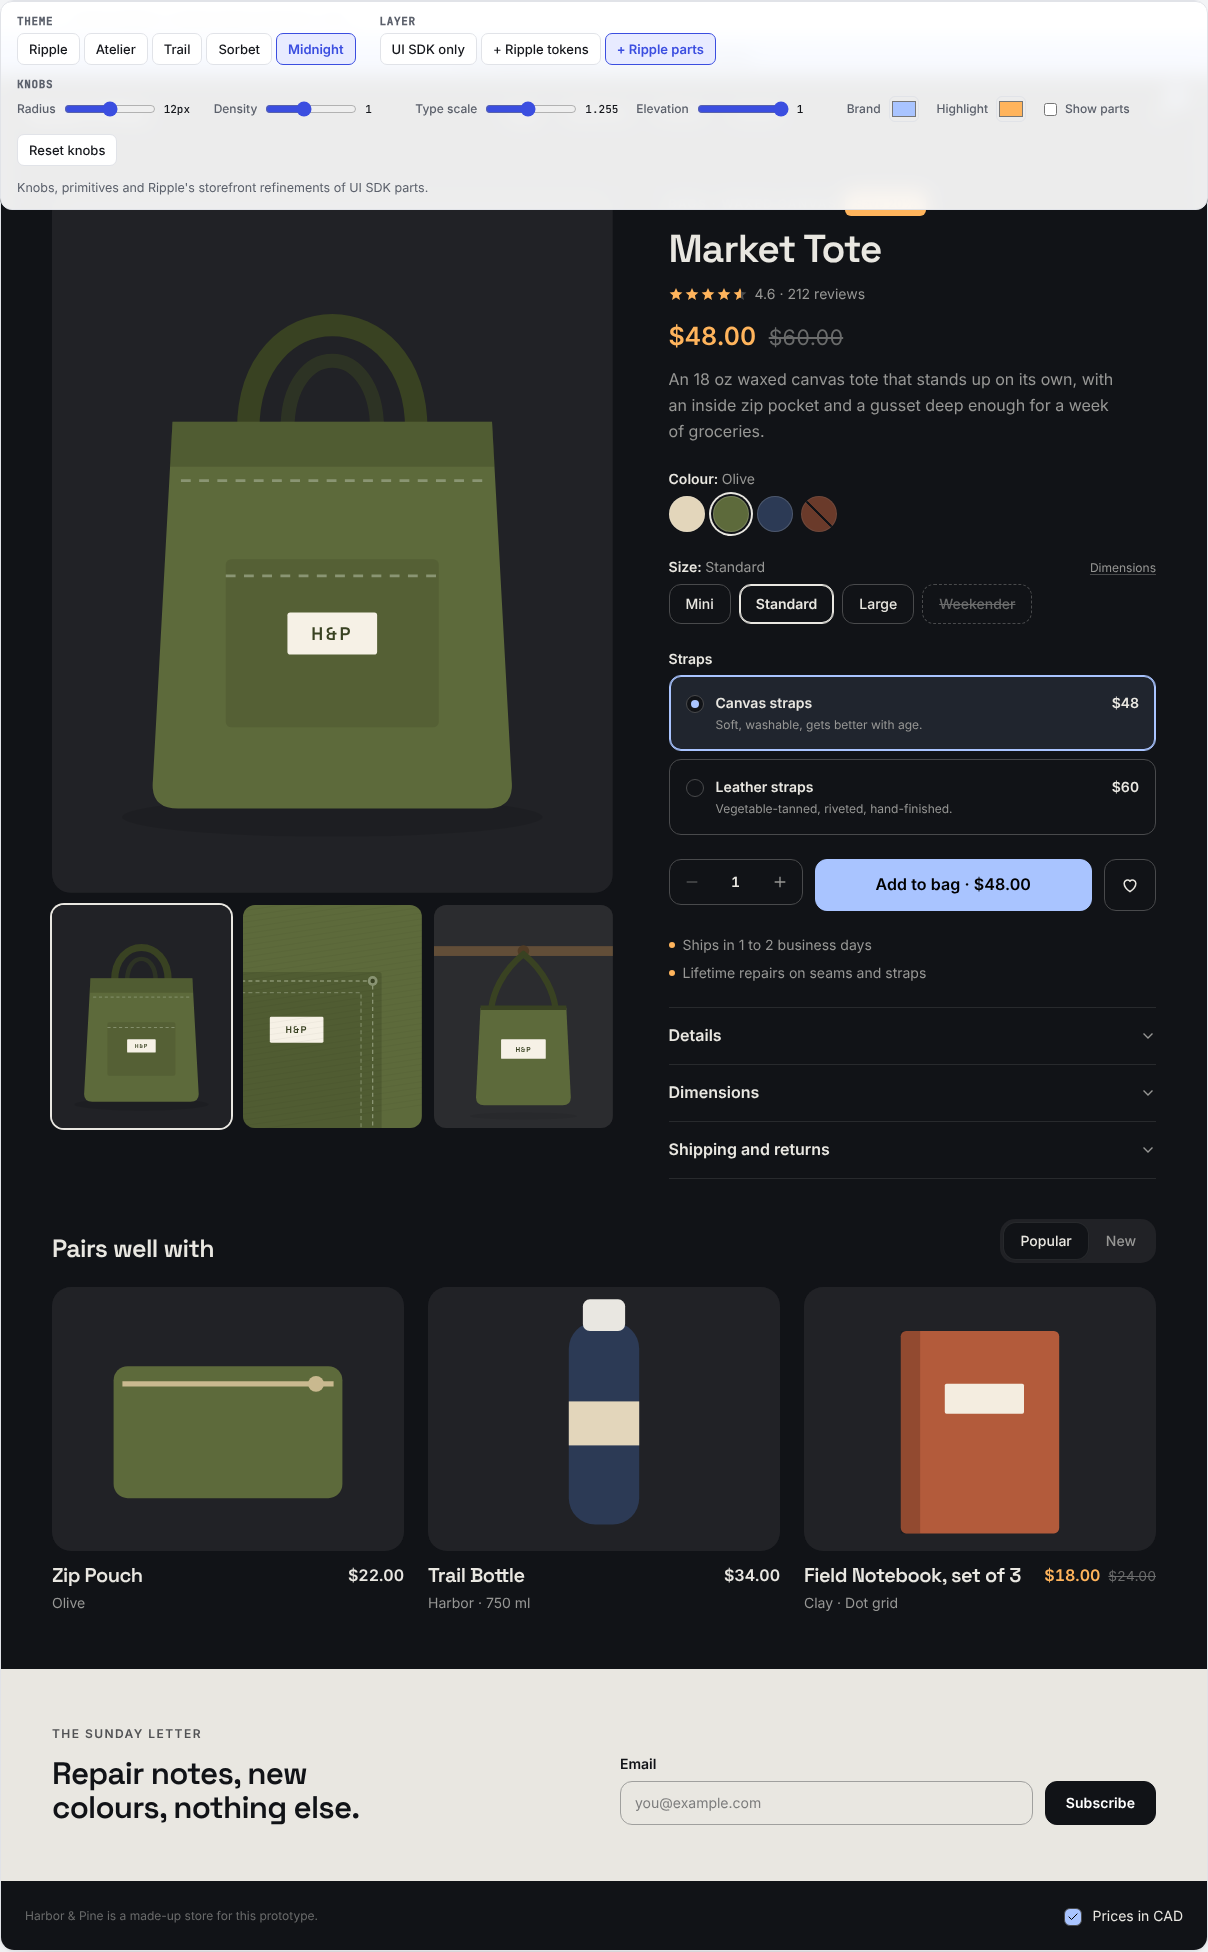 THEME
LAYER
Ripple
Atelier
Trail
Sorbet
Midnight
UI SDK only
+ Ripple tokens
+ Ripple parts
KNOBS
Radius 12px
Density 1
Type scale 1.255
Elevation 1
Brand
Highlight
Show parts
Reset knobs
Knobs, primitives and Ripple's storefront refinements of UI SDK parts.
Market Tote
4.6 · 212 reviews
$48.00 $60.00
An 18 oz waxed canvas tote that stands up on its own, with
an inside zip pocket and a gusset deep enough for a week
of groceries.
Colour: Olive
Size: Standard
Dimensions
Mini
Standard
Large
Weekender
Straps
Canvas straps $48
Soft, washable, gets better with age.
Leather straps $60
Vegetable-tanned, riveted, hand-finished.
1
Add to bag · $48.00
Ships in 1 to 2 business days
Lifetime repairs on seams and straps
Details
Dimensions
Shipping and returns
H&P
H&P
H&P
H&P
Pairs well with
Popular
New
Zip Pouch $22.00
Olive
Trail Bottle $34.00
Harbor · 750 ml
Field Notebook, set of 3 $18.00 $24.00
Clay · Dot grid
THE SUNDAY LETTER
Repair notes, new
colours, nothing else.
Email
you@example.com
Subscribe
Harbor & Pine is a made-up store for this prototype.
Prices in CAD